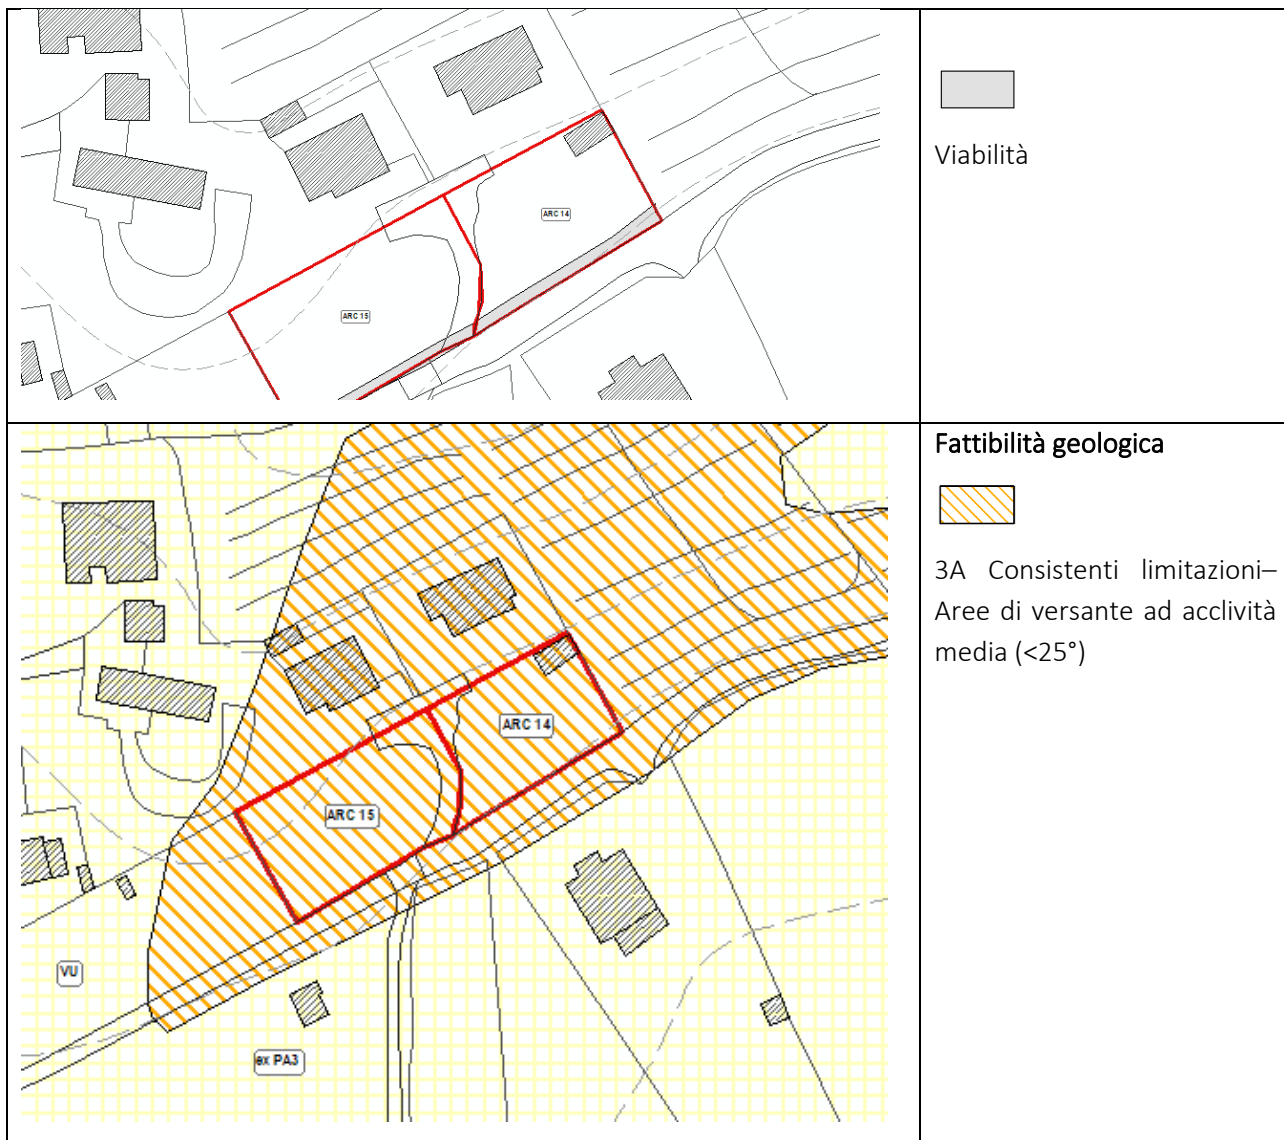 ARC 14
ARC 15
Viabilità
ARC 14
ARC 15
VU
ex PA3
Fattibilità geologica
3A Consistenti limitazioni–
Aree di versante ad acclività
media (<25°)